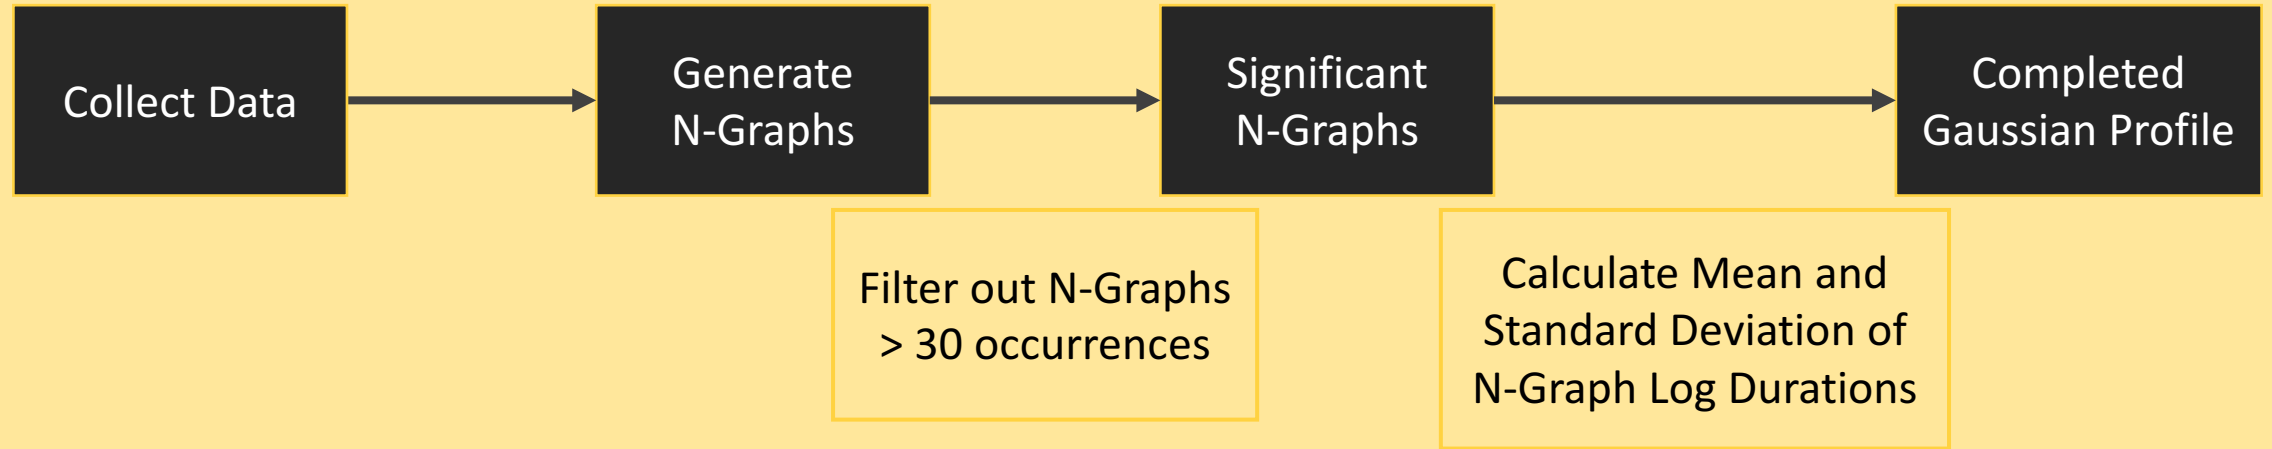 Collect Data
Generate
N-Graphs
Significant
N-Graphs
Completed
Gaussian Profile
Filter out N-Graphs
> 30 occurrences
Calculate Mean and
Standard Deviation of
N-Graph Log Durations